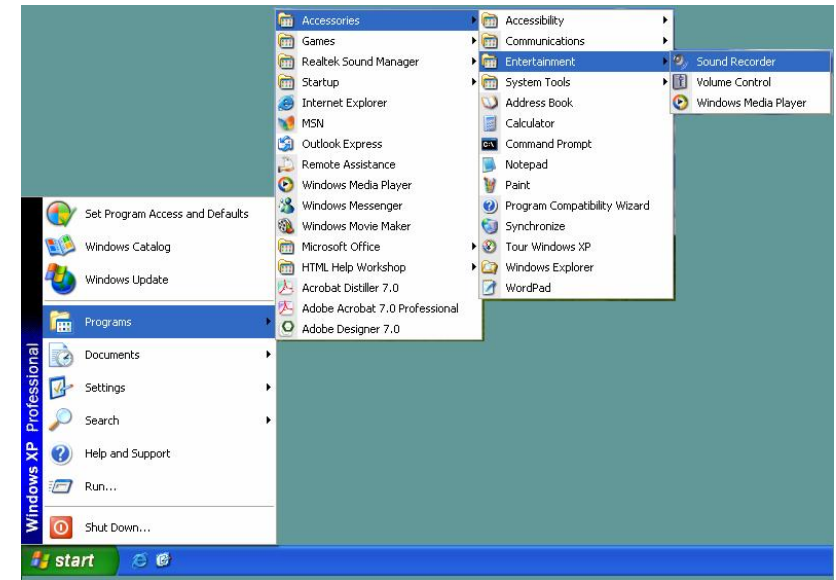 Accessories
Games
Realtek Sound Manager
Startup
Internet Explorer
MSN
Outlook Express
Remote Assistance
Windows Media Player
Windows Messenger
Windows Movie Maker
Microsoft Office
HTML Help Workshop
Acrobat Distiller 7.0
Adobe Acrobat 7.0 Professional
Adobe Designer 7.0
Accessibility
Communications
Entertainment
System Tools
Address Book
Calculator
Command Prompt
Notepad
Paint
Program Compatibility Wizard
Synchronize
Tour Windows XP
Windows Explorer
WordPad
Sound Recorder
Volume Control
Windows Media Player
Set Program Access and Defaults
Windows Catalog
Windows Update
Programs
Documents
Settings
Search
Help and Support
Run...
Shut Down...
Windows XP Professional
start